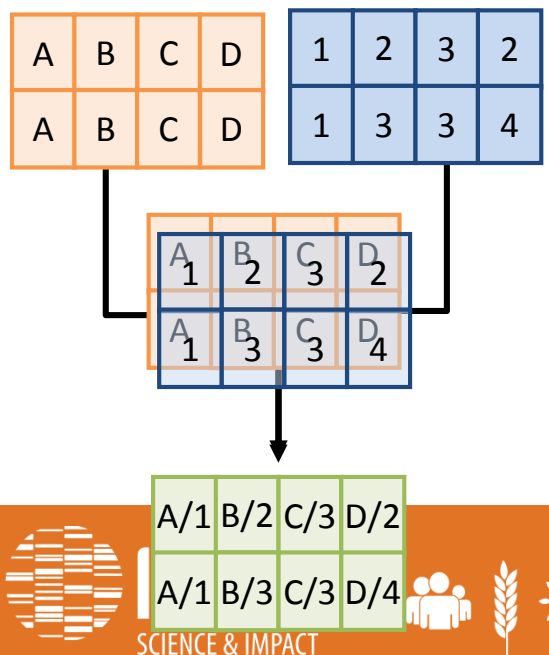 A B C D
A B C D
1 2 3 2
1 3 3 4
A B C D
1 2 3 2
A B C D
1 3 3 4
A/1 B/2 C/3 D/2
A/1 B/3 C/3 D/4
SCIENCE & IMPACT